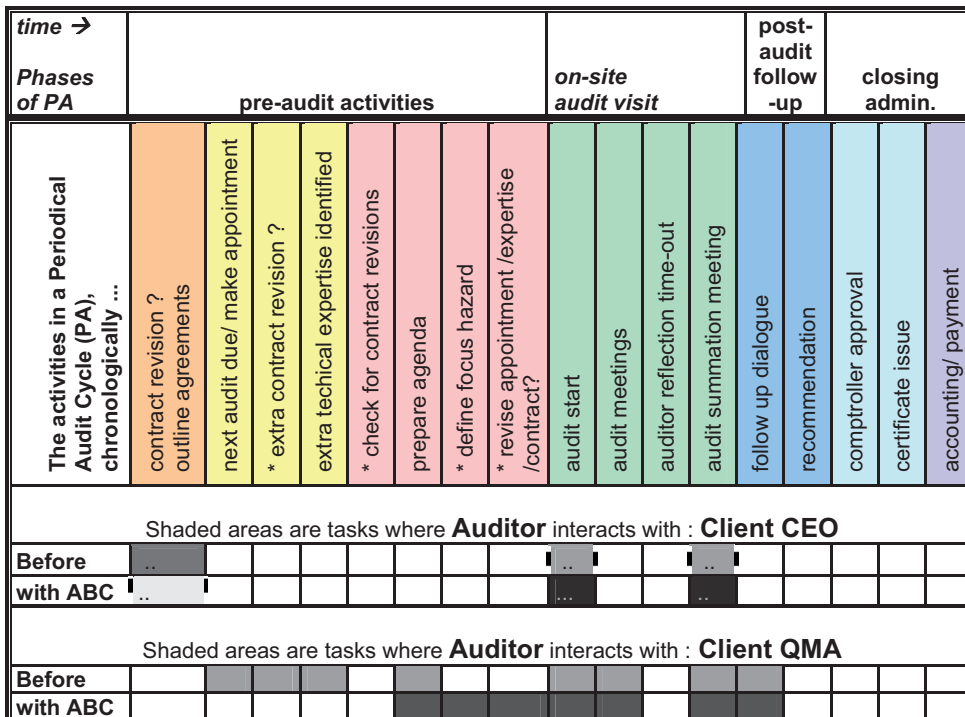 time →
Phases
of PA
pre-audit activities
on-site
audit visit
post-
audit
follow
-up
closing
admin.
The activities in a Periodical
Audit Cycle (PA),
chronologically ...
contract revision ?
outline agreements
next audit due/ make appointment
* extra contract revision ?
extra techical expertise identified
* check for contract revisions
prepare agenda
* define focus hazard
* revise appointment /expertise
/contract?
audit start
audit meetings
auditor reflection time-out
audit summation meeting
follow up dialogue
recommendation
comptroller approval
certificate issue
accounting/ payment
Shaded areas are tasks where Auditor interacts with : Client CEO
Before .. .. ..
with ABC .. ... ..
Shaded areas are tasks where Auditor interacts with : Client QMA
Before
with ABC